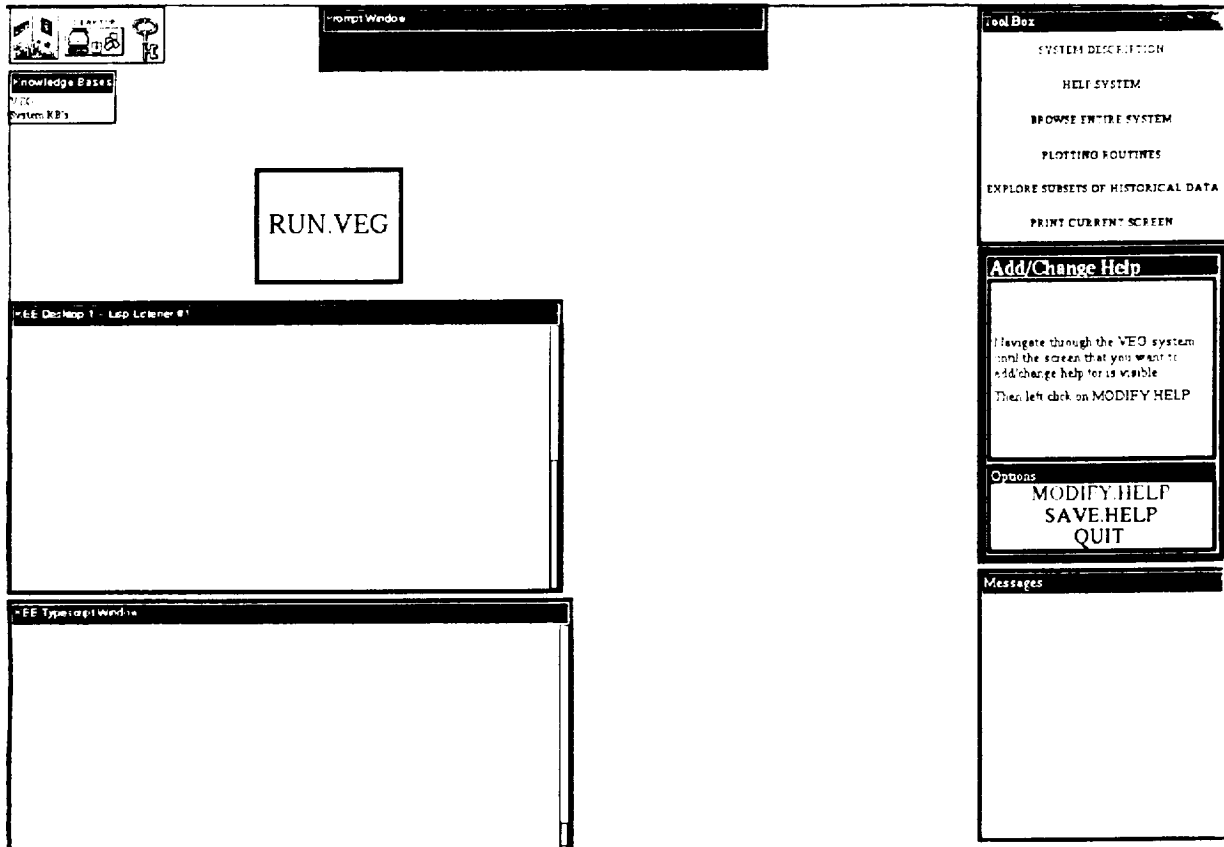 DESKTOP
Prompt Window
Knowledge Bases
VEG
System KB's
RUN.VEG
KEE Desktop 1 - Lisp Listener #1
KEE Typescript Window
Tool Box
SYSTEM DESCRIPTION
HELP SYSTEM
BROWSE ENTIRE SYSTEM
PLOTTING ROUTINES
EXPLORE SUBSETS OF HISTORICAL DATA
PRINT CURRENT SCREEN
Add/Change Help
Navigate through the VEG system
until the screen that you want to
add/change help for is visible
Then left click on MODIFY HELP
Options
MODIFY.HELP
SAVE.HELP
QUIT
Messages